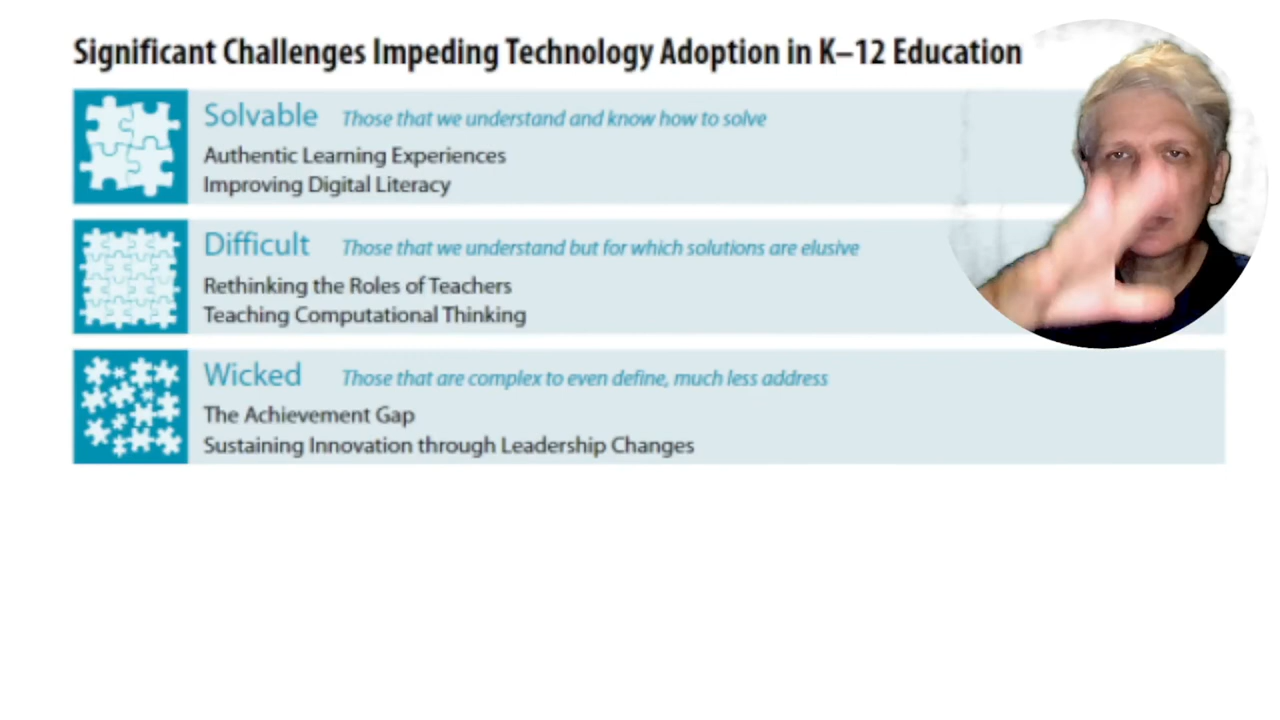 Significant Challenges Impeding Technology Adoption in K–12 Education
Solvable Those that we understand and know how to solve
Authentic Learning Experiences
Improving Digital Literacy
Difficult Those that we understand but for which solutions are elusive
Rethinking the Roles of Teachers
Teaching Computational Thinking
Wicked Those that are complex to even define, much less address
The Achievement Gap
Sustaining Innovation through Leadership Changes